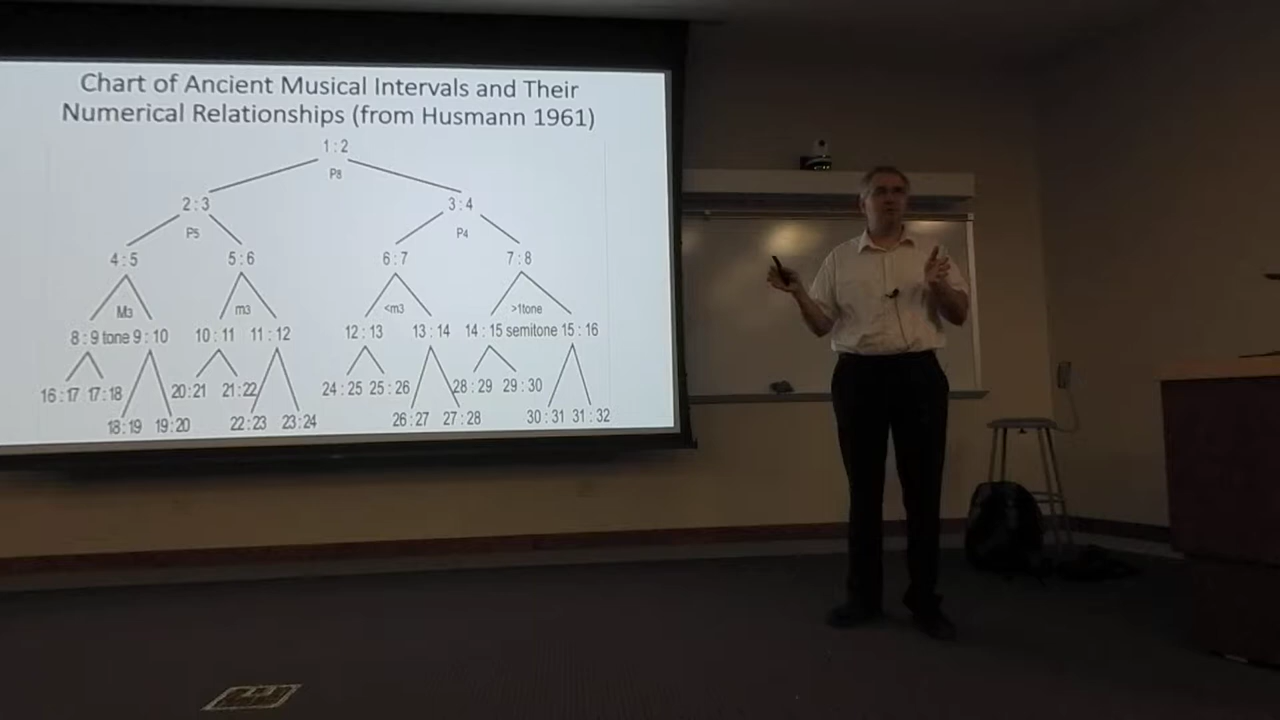 Chart of Ancient Musical Intervals and Their
Numerical Relationships (from Husmann 1961)
1 : 2
P8
2 : 3 3 : 4
P5 P4
4 : 5 5 : 6 6 : 7 7 : 8
M3 m3 <m3 >1tone
8 : 9 tone 9 : 10 10 : 11 11 : 12 12 : 13 13 : 14 14 : 15 semitone 15 : 16
16 : 17 17 : 18 20 : 21 21 : 22 24 : 25 25 : 26 28 : 29 29 : 30
18 : 19 19 : 20 22 : 23 23 : 24 26 : 27 27 : 28 30 : 31 31 : 32